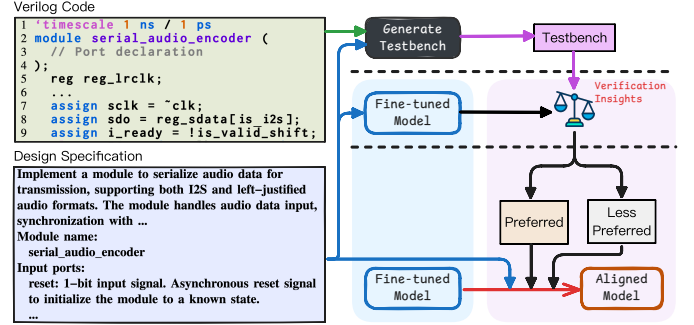 Verilog Code
1 'timescale 1 ns / 1 ps
2 module serial_audio_encoder (
3 // Port declaration
4 );
5 reg reg_lrclk;
6 ...
7 assign sclk = ~clk;
8 assign sdo = reg_sdata[is_i2s];
9 assign i_ready = !is_valid_shift;
Design Specification
Implement a module to serialize audio data for
transmission, supporting both I2S and left-justified
audio formats. The module handles audio data input,
synchronization with ...
Module name:
serial_audio_encoder
Input ports:
reset: 1-bit input signal. Asynchronous reset signal
to initialize the module to a known state.
...
Generate
Testbench
Testbench
Verification
Insights
Fine-tuned
Model
Preferred
Less
Preferred
Fine-tuned
Model
Aligned
Model